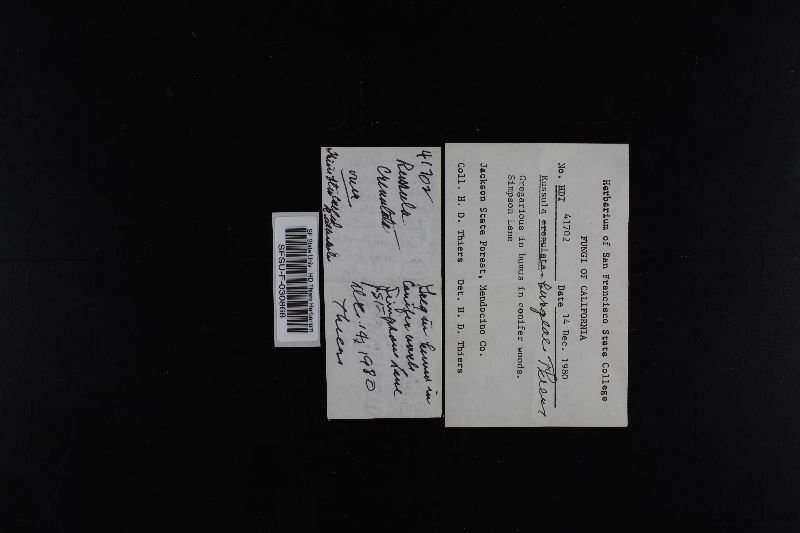 Herbarium of San Francisco State College
FUNGI OF CALIFORNIA
No. HDT 41702 Date 14 Dec. 1980
Russula crenulata Burgeae Thiers
Gregarious in humus in conifer woods.
Simpson Lane
Jackson State Forest, Mendocino Co.
Coll. H. D. Thiers Det. H. D. Thiers
41702
Russula
Crenulata
over
Greg in humus in
Conifer woods
Simpson Lane
JSF
Dec. 14, 1980
Thiers
SF State Univ - HD Thiers Herbarium
SFSU-F-030868